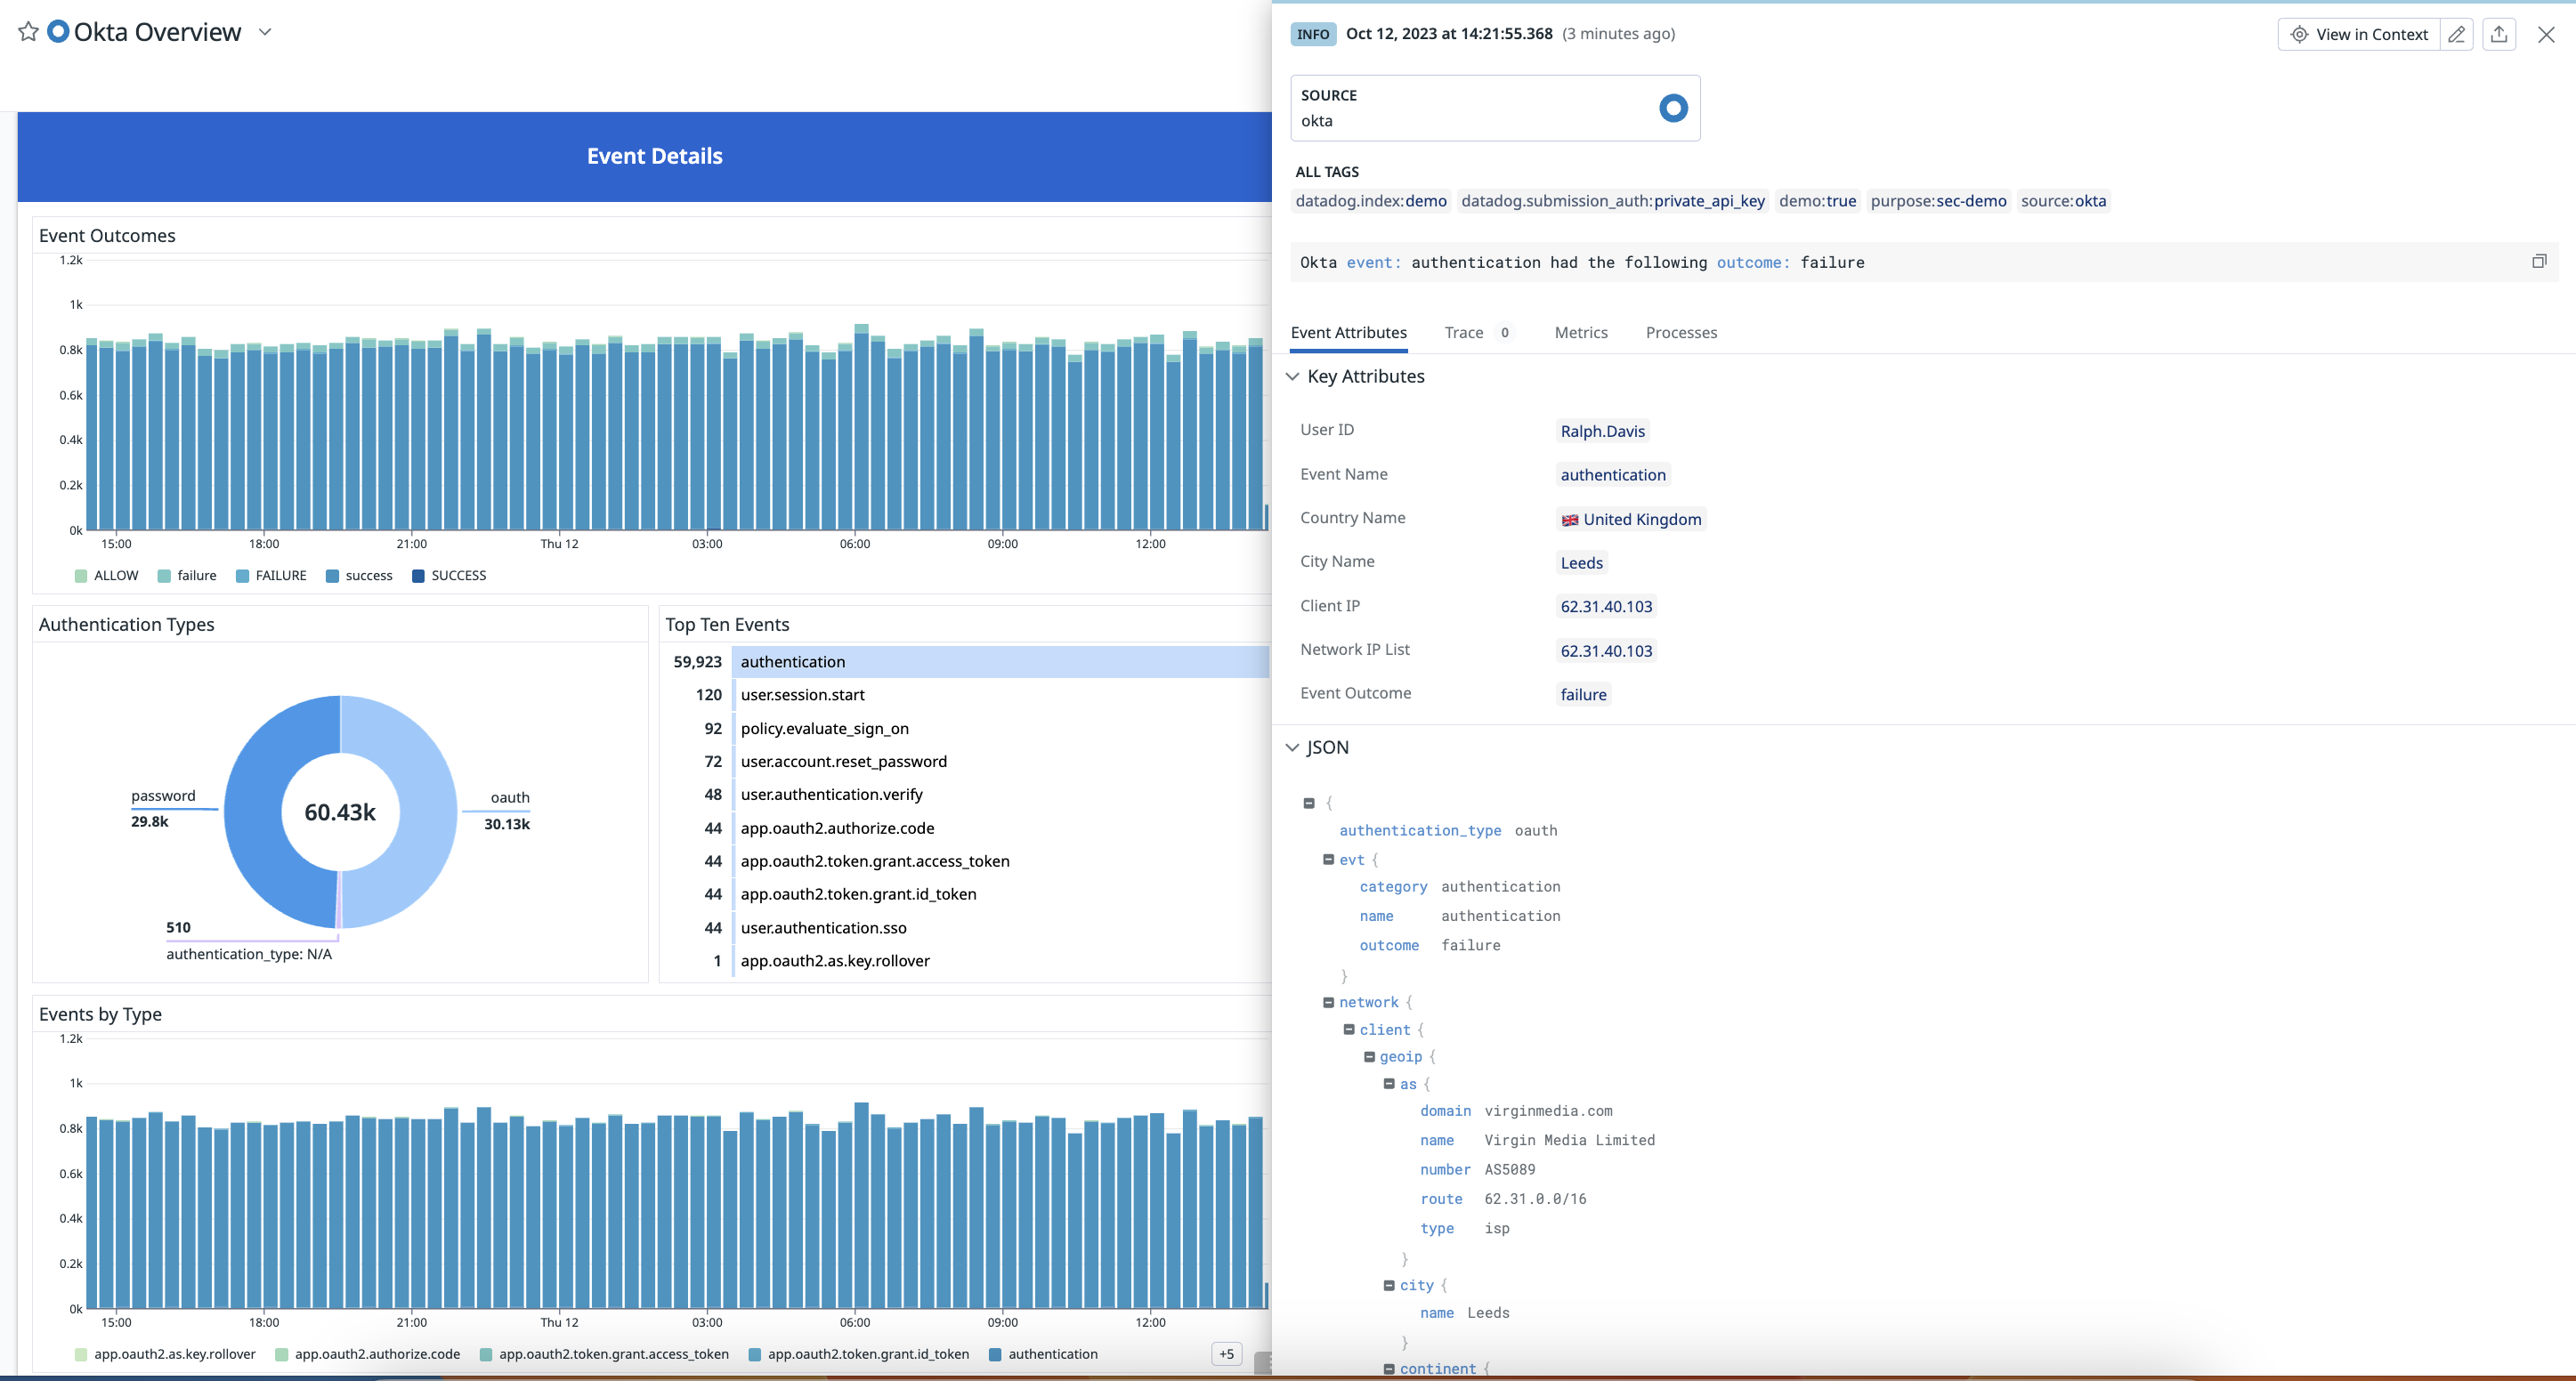 Okta Overview
Event Details
Event Outcomes
1.2k
1k
0.8k
0.6k
0.4k
0.2k
0k
15:00 18:00 21:00 Thu 12 03:00 06:00 09:00 12:00
ALLOW failure FAILURE success SUCCESS
Authentication Types
password
29.8k
60.43k
oauth
30.13k
510
authentication_type: N/A
Top Ten Events
59,923 authentication
120 user.session.start
92 policy.evaluate_sign_on
72 user.account.reset_password
48 user.authentication.verify
44 app.oauth2.authorize.code
44 app.oauth2.token.grant.access_token
44 app.oauth2.token.grant.id_token
44 user.authentication.sso
1 app.oauth2.as.key.rollover
Events by Type
1.2k
1k
0.8k
0.6k
0.4k
0.2k
0k
15:00 18:00 21:00 Thu 12 03:00 06:00 09:00 12:00
app.oauth2.as.key.rollover app.oauth2.authorize.code app.oauth2.token.grant.access_token app.oauth2.token.grant.id_token authentication +5
INFO Oct 12, 2023 at 14:21:55.368 (3 minutes ago)
View in Context
SOURCE
okta
ALL TAGS
datadog.index:demo datadog.submission_auth:private_api_key demo:true purpose:sec-demo source:okta
Okta event: authentication had the following outcome: failure
Event Attributes Trace 0 Metrics Processes
Key Attributes
User ID Ralph.Davis
Event Name authentication
Country Name United Kingdom
City Name Leeds
Client IP 62.31.40.103
Network IP List 62.31.40.103
Event Outcome failure
JSON
{
authentication_type oauth
evt {
category authentication
name authentication
outcome failure
}
network {
client {
geoip {
as {
domain virginmedia.com
name Virgin Media Limited
number AS5089
route 62.31.0.0/16
type isp
}
city {
name Leeds
}
continent {